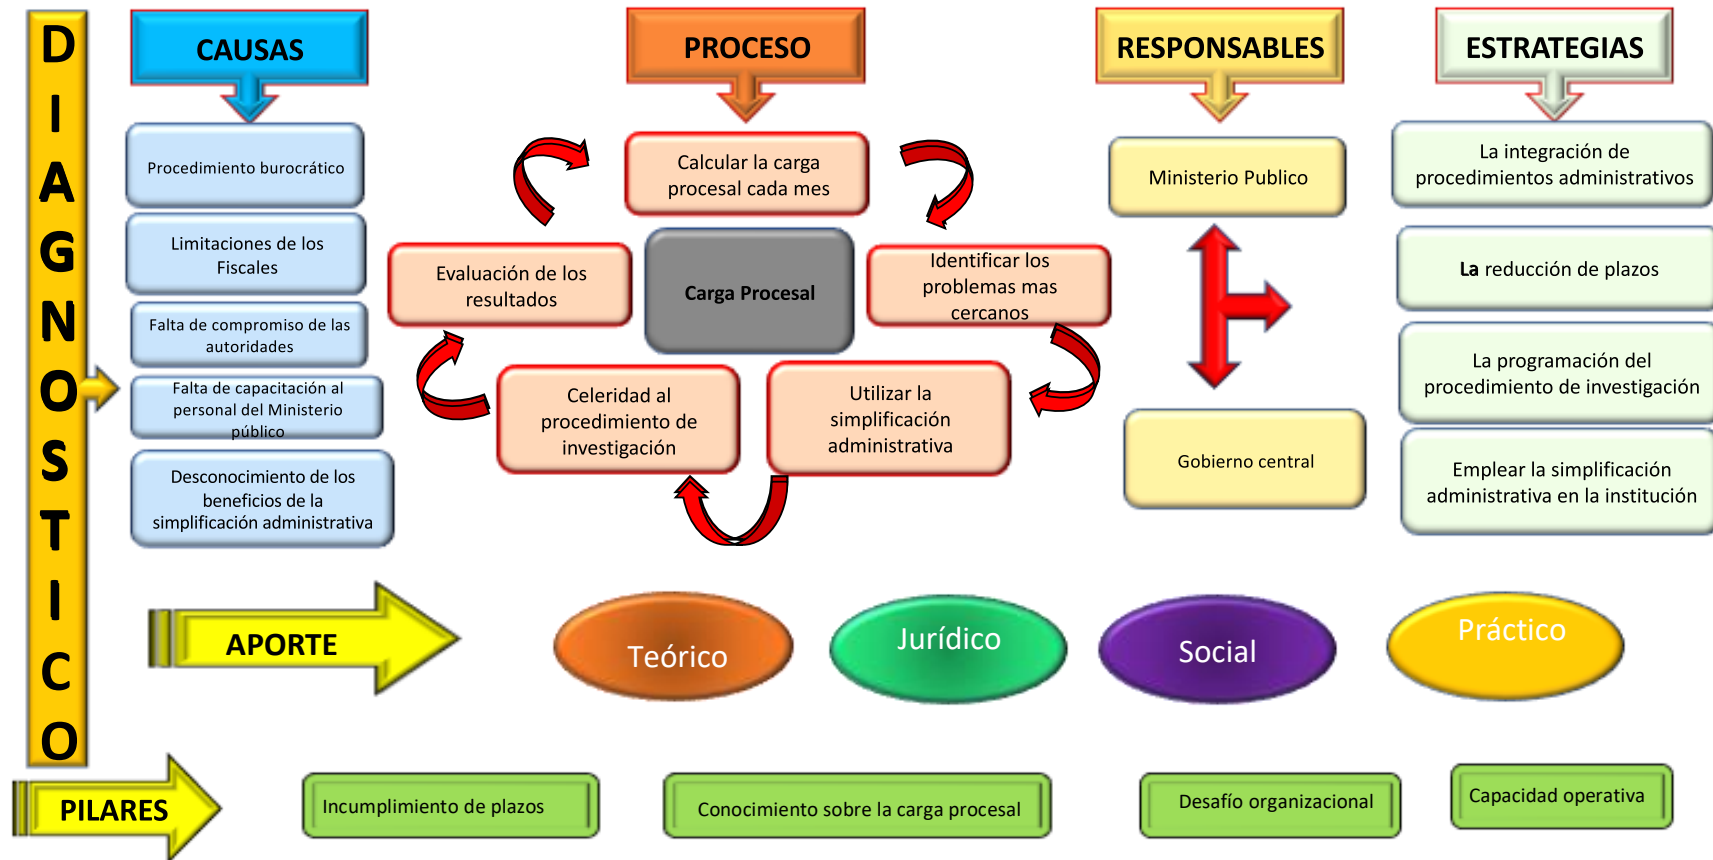 DIAGNOSTICO
CAUSAS
Procedimiento burocrático
Limitaciones de los
Fiscales
Falta de compromiso de las
autoridades
Falta de capacitación al
personal del Ministerio
público
Desconocimiento de los
beneficios de la
simplificación administrativa
PROCESO
Calcular la carga
procesal cada mes
Identificar los
problemas mas
cercanos
Utilizar la
simplificación
administrativa
Celeridad al
procedimiento de
investigación
Evaluación de los
resultados
Carga Procesal
RESPONSABLES
Ministerio Publico
Gobierno central
ESTRATEGIAS
La integración de
procedimientos administrativos
La reducción de plazos
La programación del
procedimiento de investigación
Emplear la simplificación
administrativa en la institución
APORTE
Teórico
Jurídico
Social
Práctico
PILARES
Incumplimiento de plazos
Conocimiento sobre la carga procesal
Desafío organizacional
Capacidad operativa